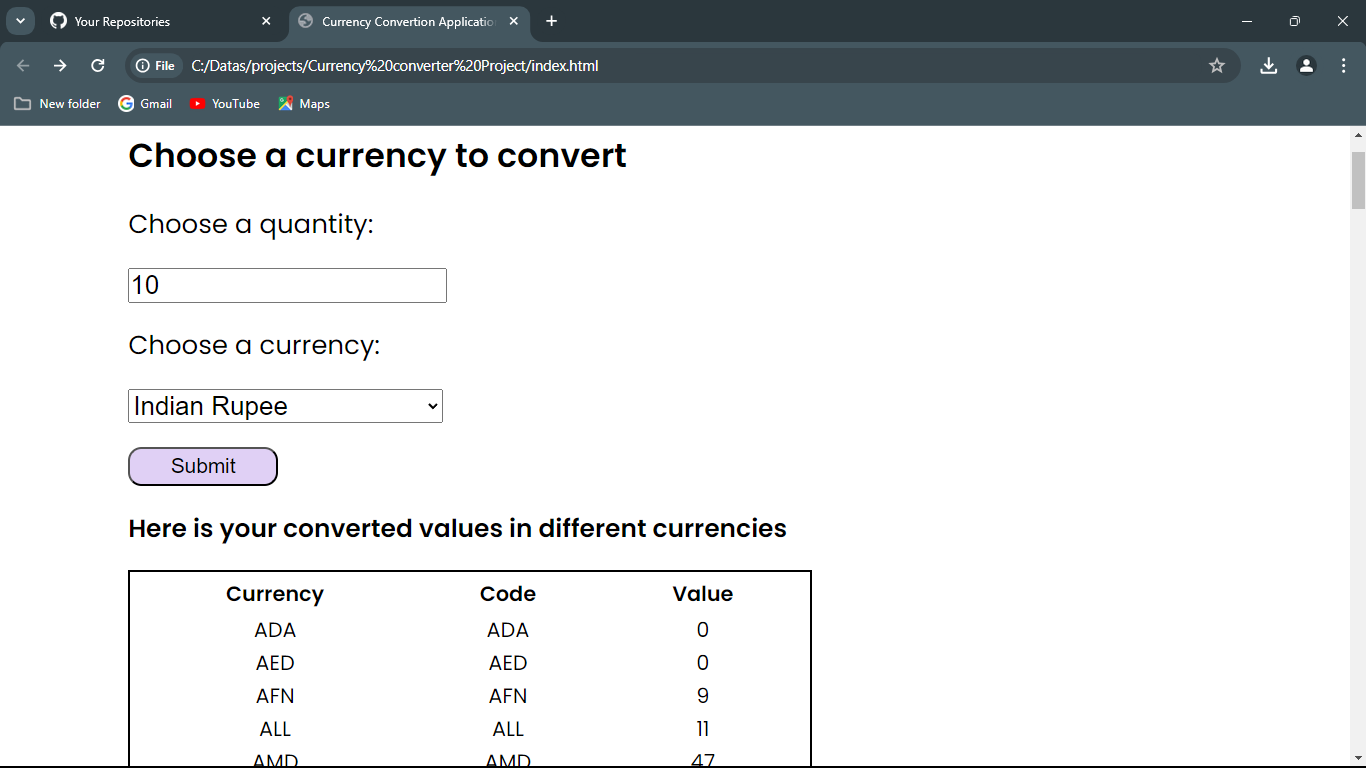 Your Repositories
Currency Convertion Applicatio
File C:/Datas/projects/Currency%20converter%20Project/index.html
New folder Gmail YouTube Maps
Choose a currency to convert
Choose a quantity:
10
Choose a currency:
Indian Rupee
Submit
Here is your converted values in different currencies
Currency Code Value
ADA ADA 0
AED AED 0
AFN AFN 9
ALL ALL 11
AMD AMD 47